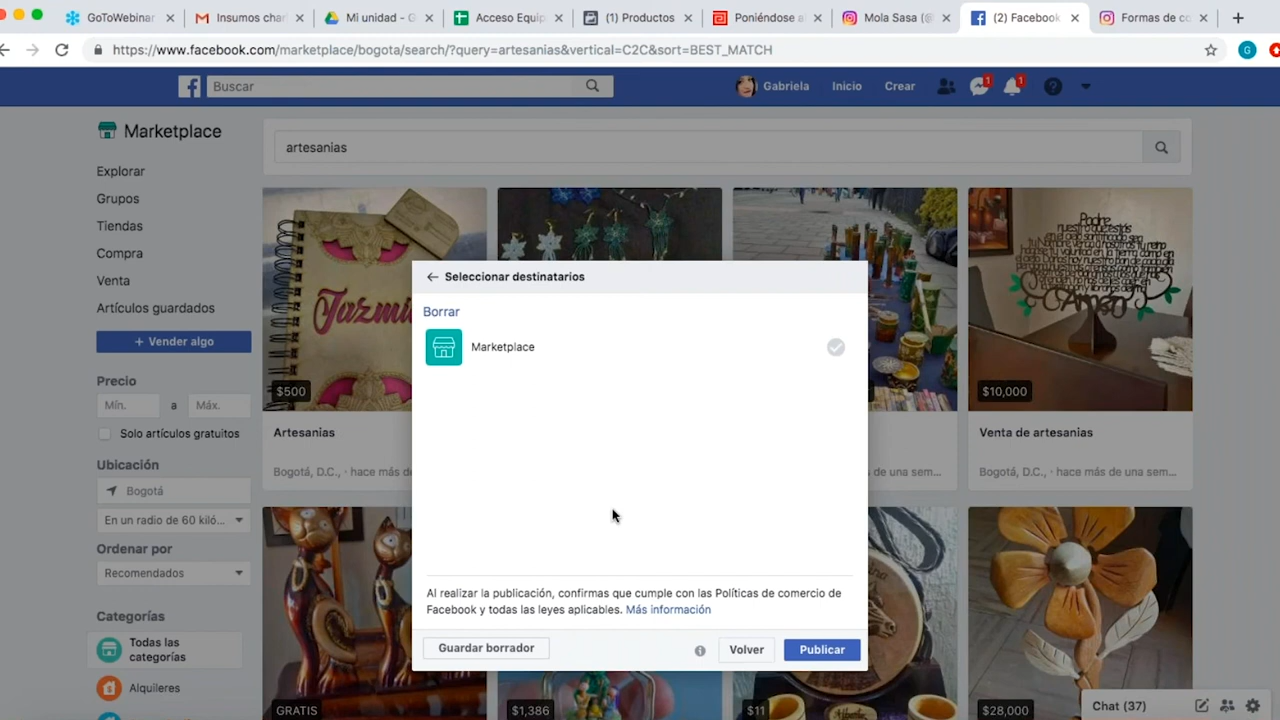 GoToWebinar
Insumos char
Mi unidad - G
Acceso Equip
(1) Productos
Poniéndose a
Mola Sasa (@
(2) Facebook
Formas de co
https://www.facebook.com/marketplace/bogota/search/?query=artesanias&vertical=C2C&sort=BEST_MATCH
G
Buscar
Gabriela
Inicio
Crear
1
1
Marketplace
artesanias
Explorar
Grupos
Tiendas
Compra
Venta
Artículos guardados
+ Vender algo
Precio
Mín.
a
Máx.
Solo artículos gratuitos
Ubicación
Bogotá
En un radio de 60 kiló...
Ordenar por
Recomendados
Categorías
Todas las
categorías
Alquileres
$500
Artesanias
Bogotá, D.C., · hace más d
de una sem...
Padre
Amén
$10,000
Venta de artesanias
Bogotá, D.C., · hace más de una sem...
Seleccionar destinatarios
Borrar
Marketplace
Al realizar la publicación, confirmas que cumple con las Políticas de comercio de
Facebook y todas las leyes aplicables. Más información
Guardar borrador
Volver
Publicar
GRATIS
$1,386
$11
$28,000
Chat (37)